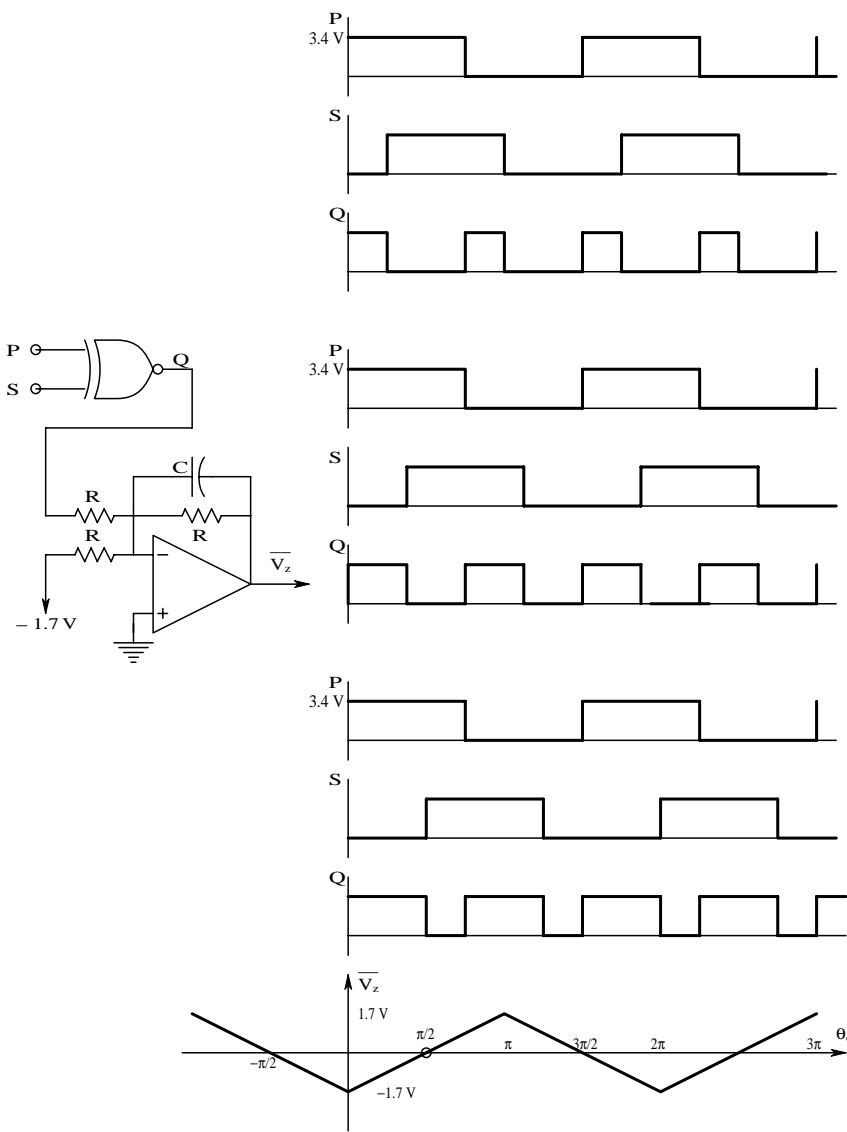 P
3.4 V
S
Q
P
S
Q
C
R
R
R
−
+
V̅z
− 1.7 V
P
3.4 V
S
Q
P
3.4 V
S
Q
V̅z
1.7 V
−π/2
π/2
π
3π/2
2π
3π
−1.7 V